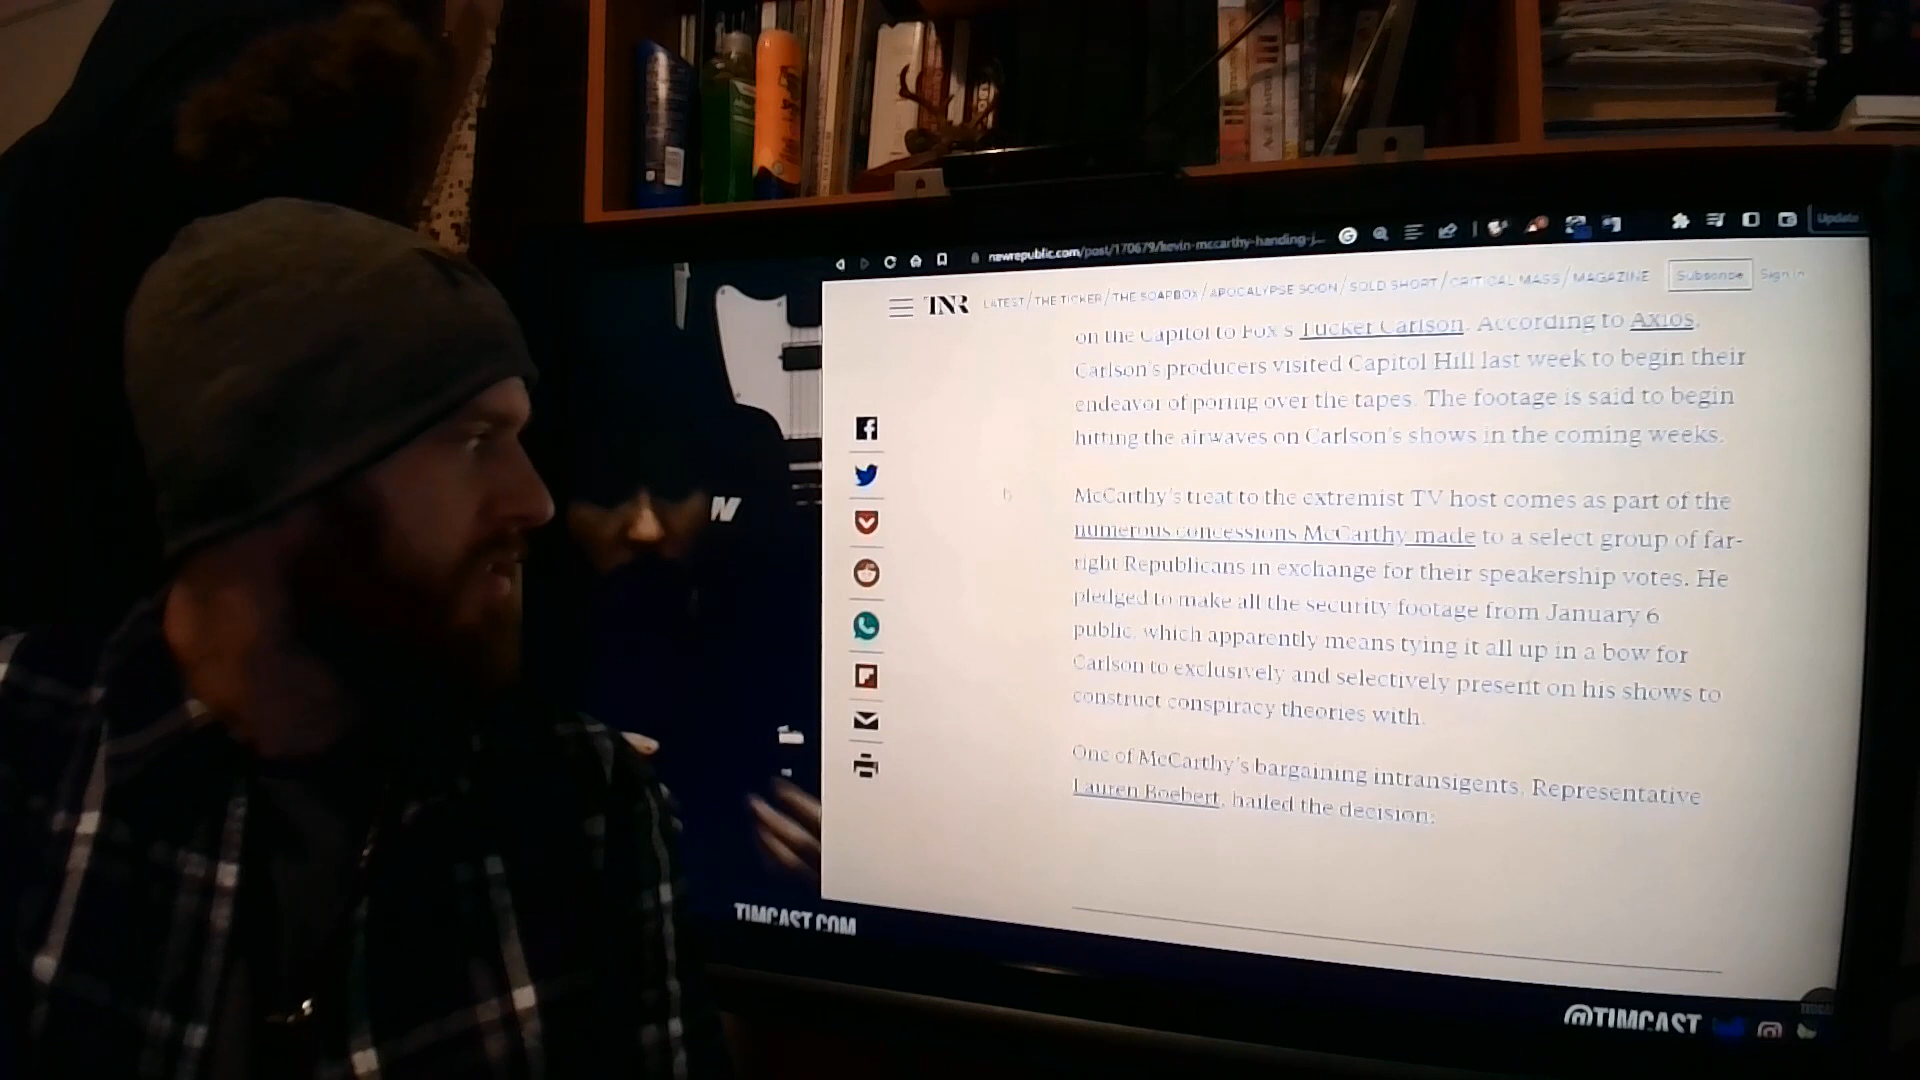 newrepublic.com/post/170679/kevin-mccarthy-handing-j...
Update
TNR
LATEST / THE TICKER / THE SOAPBOX / APOCALYPSE SOON / SOLD SHORT / CRITICAL MASS / MAGAZINE
Subscribe
Sign in
on the Capitol to Fox's Tucker Carlson. According to Axios,
Carlson's producers visited Capitol Hill last week to begin their
endeavor of poring over the tapes. The footage is said to begin
hitting the airwaves on Carlson's shows in the coming weeks.
McCarthy's treat to the extremist TV host comes as part of the
numerous concessions McCarthy made to a select group of far-
right Republicans in exchange for their speakership votes. He
pledged to make all the security footage from January 6
public, which apparently means tying it all up in a bow for
Carlson to exclusively and selectively present on his shows to
construct conspiracy theories with.
One of McCarthy's bargaining intransigents, Representative
Lauren Boebert, hailed the decision:
TIMCAST.COM
@TIMCAST